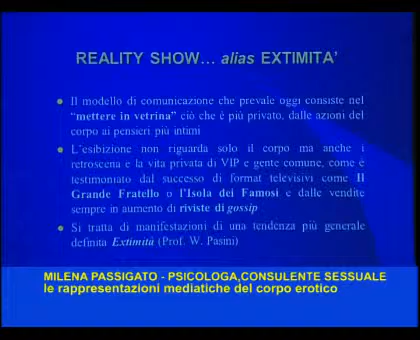 REALITY SHOW… alias EXTIMITA'
Il modello di comunicazione che prevale oggi consiste nel
"mettere in vetrina" ciò che è più privato, dalle azioni del
corpo ai pensieri più intimi
L'esibizione non riguarda solo il corpo ma anche i
retroscena e la vita privata di VIP e gente comune, come è
testimoniato dal successo di format televisivi come Il
Grande Fratello o l'Isola dei Famosi e dalle vendite
sempre in aumento di riviste di gossip
Si tratta di manifestazioni di una tendenza più generale
definita Extimità (Prof. W. Pasini)
MILENA PASSIGATO - PSICOLOGA,CONSULENTE SESSUALE
le rappresentazioni mediatiche del corpo erotico